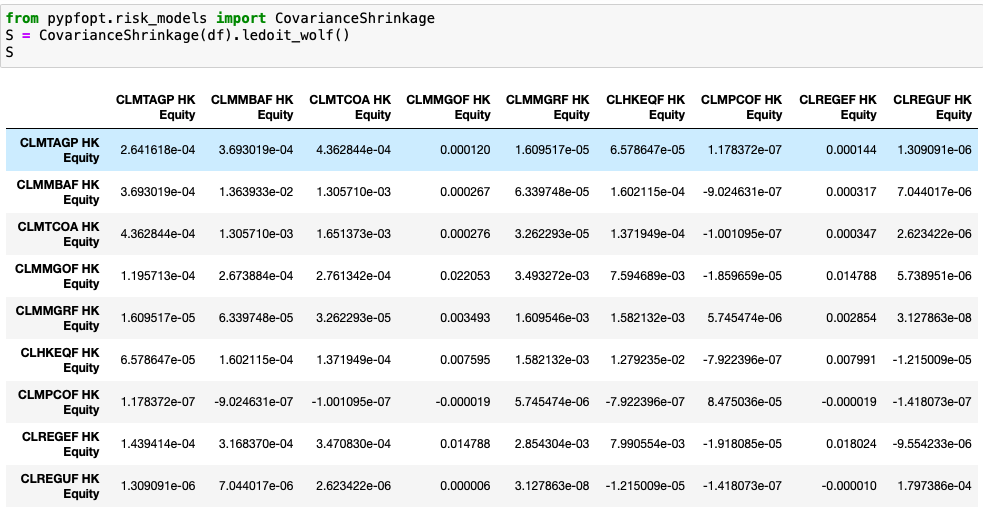 from pypfopt.risk_models import CovarianceShrinkage
S = CovarianceShrinkage(df).ledoit_wolf()
S
CLMTAGP HK Equity CLMMBAF HK Equity CLMTCOA HK Equity CLMMGOF HK Equity CLMMGRF HK Equity CLHKEQF HK Equity CLMPCOF HK Equity CLREGEF HK Equity CLREGUF HK Equity
CLMTAGP HK Equity 2.641618e-04 3.693019e-04 4.362844e-04 0.000120 1.609517e-05 6.578647e-05 1.178372e-07 0.000144 1.309091e-06
CLMMBAF HK Equity 3.693019e-04 1.363933e-02 1.305710e-03 0.000267 6.339748e-05 1.602115e-04 -9.024631e-07 0.000317 7.044017e-06
CLMTCOA HK Equity 4.362844e-04 1.305710e-03 1.651373e-03 0.000276 3.262293e-05 1.371949e-04 -1.001095e-07 0.000347 2.623422e-06
CLMMGOF HK Equity 1.195713e-04 2.673884e-04 2.761342e-04 0.022053 3.493272e-03 7.594689e-03 -1.859659e-05 0.014788 5.738951e-06
CLMMGRF HK Equity 1.609517e-05 6.339748e-05 3.262293e-05 0.003493 1.609546e-03 1.582132e-03 5.745474e-06 0.002854 3.127863e-08
CLHKEQF HK Equity 6.578647e-05 1.602115e-04 1.371949e-04 0.007595 1.582132e-03 1.279235e-02 -7.922396e-07 0.007991 -1.215009e-05
CLMPCOF HK Equity 1.178372e-07 -9.024631e-07 -1.001095e-07 -0.000019 5.745474e-06 -7.922396e-07 8.475036e-05 -0.000019 -1.418073e-07
CLREGEF HK Equity 1.439414e-04 3.168370e-04 3.470830e-04 0.014788 2.854304e-03 7.990554e-03 -1.918085e-05 0.018024 -9.554233e-06
CLREGUF HK Equity 1.309091e-06 7.044017e-06 2.623422e-06 0.000006 3.127863e-08 -1.215009e-05 -1.418073e-07 -0.000010 1.797386e-04